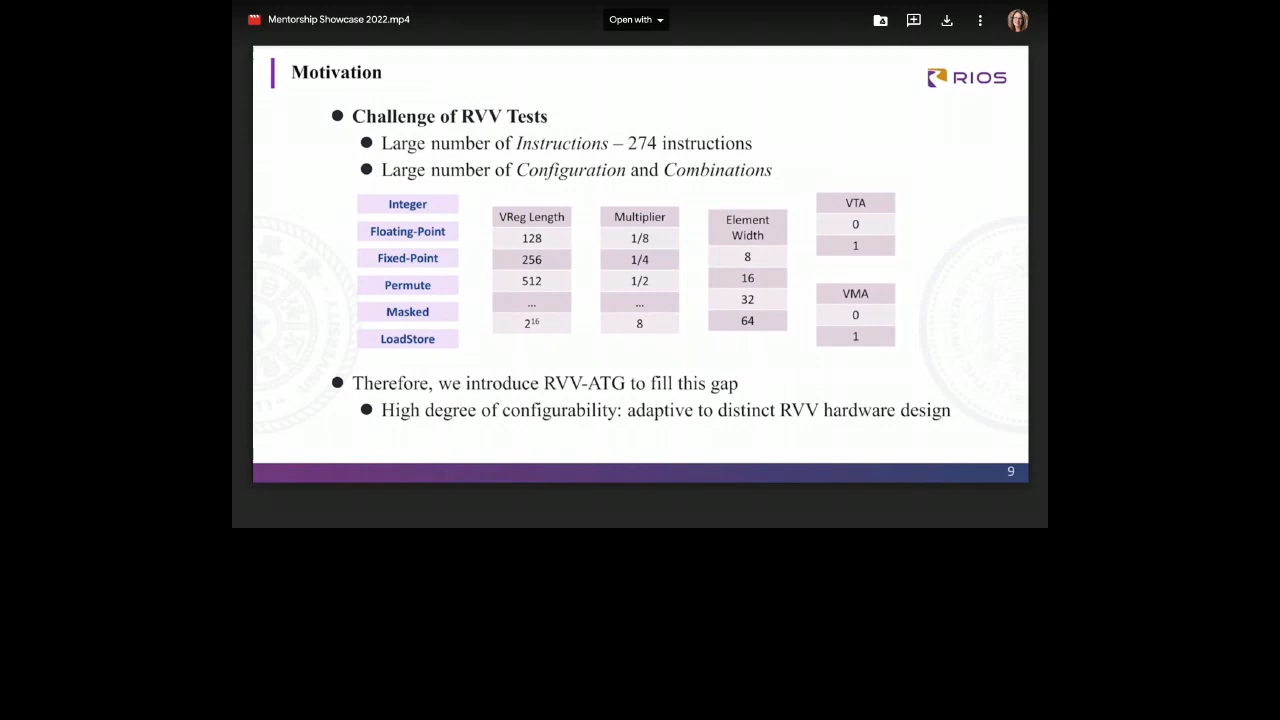 Mentorship Showcase 2022.mp4
Open with
Motivation
RIOS
Challenge of RVV Tests
Large number of Instructions – 274 instructions
Large number of Configuration and Combinations
Integer
Floating-Point
Fixed-Point
Permute
Masked
LoadStore
VReg Length
128
256
512
...
2¹⁶
Multiplier
1/8
1/4
1/2
...
8
Element
Width
8
16
32
64
VTA
0
1
VMA
0
1
Therefore, we introduce RVV-ATG to fill this gap
High degree of configurability: adaptive to distinct RVV hardware design
9